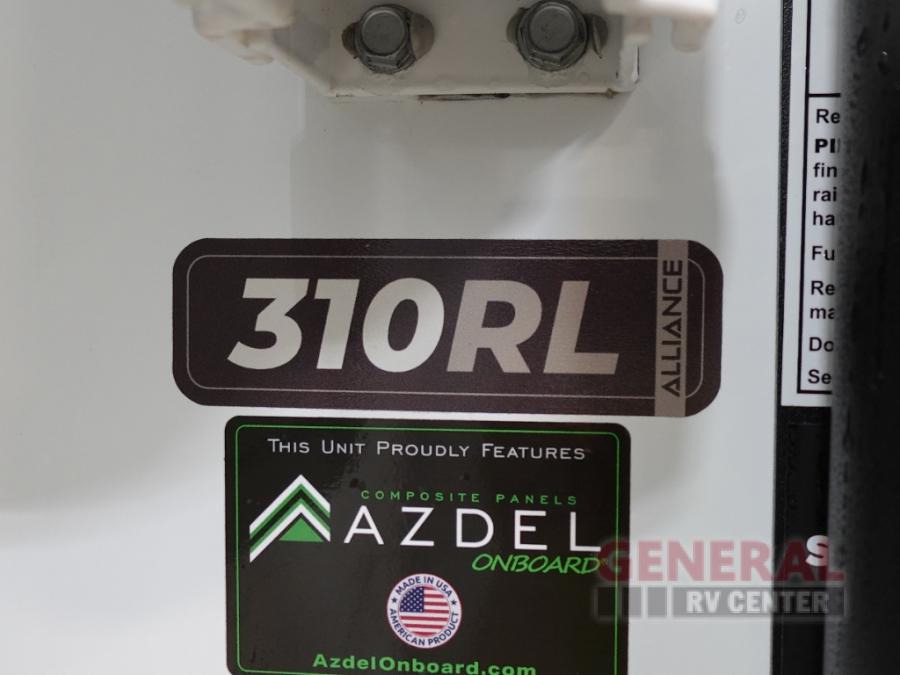 310RL
ALLIANCE
This Unit Proudly Features
COMPOSITE PANELS
AZDEL
ONBOARD
MADE IN USA
AMERICAN PRODUCT
AzdelOnboard.com
GENERAL
RV CENTER